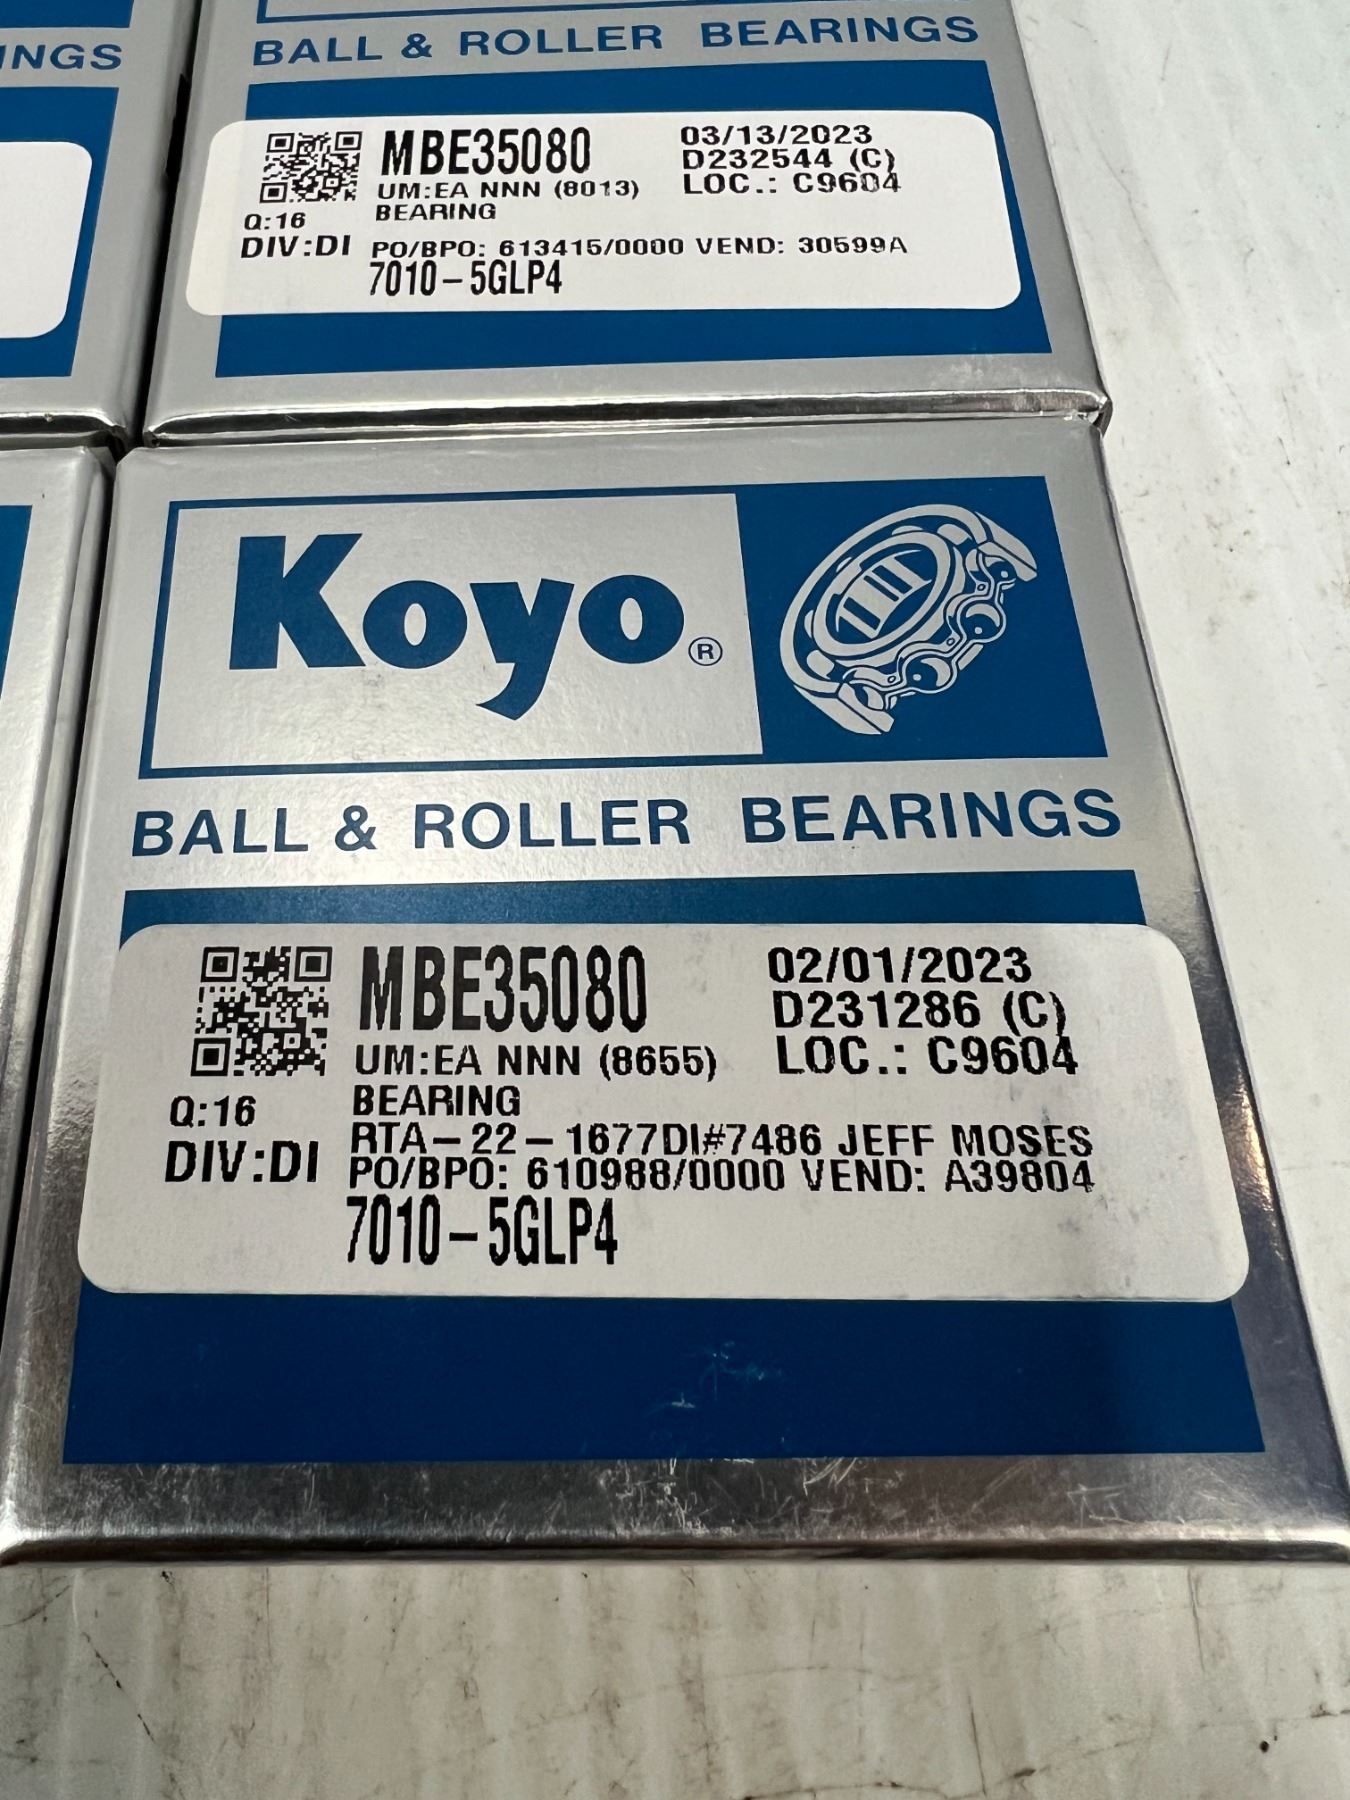 INGS
BALL & ROLLER BEARINGS
MBE35080
03/13/2023
UM:EA NNN (8013)
D232544 (C)
LOC.: C9604
Q:16
BEARING
DIV:DI
PO/BPO: 613415/0000 VEND: 30599A
7010-5GLP4
Koyo®
BALL & ROLLER BEARINGS
MBE35080
02/01/2023
D231286 (C)
UM:EA NNN (8655)
LOC.: C9604
Q:16
BEARING
RTA-22-1677DI#7486 JEFF MOSES
DIV:DI
PO/BPO: 610988/0000 VEND: A39804
7010-5GLP4